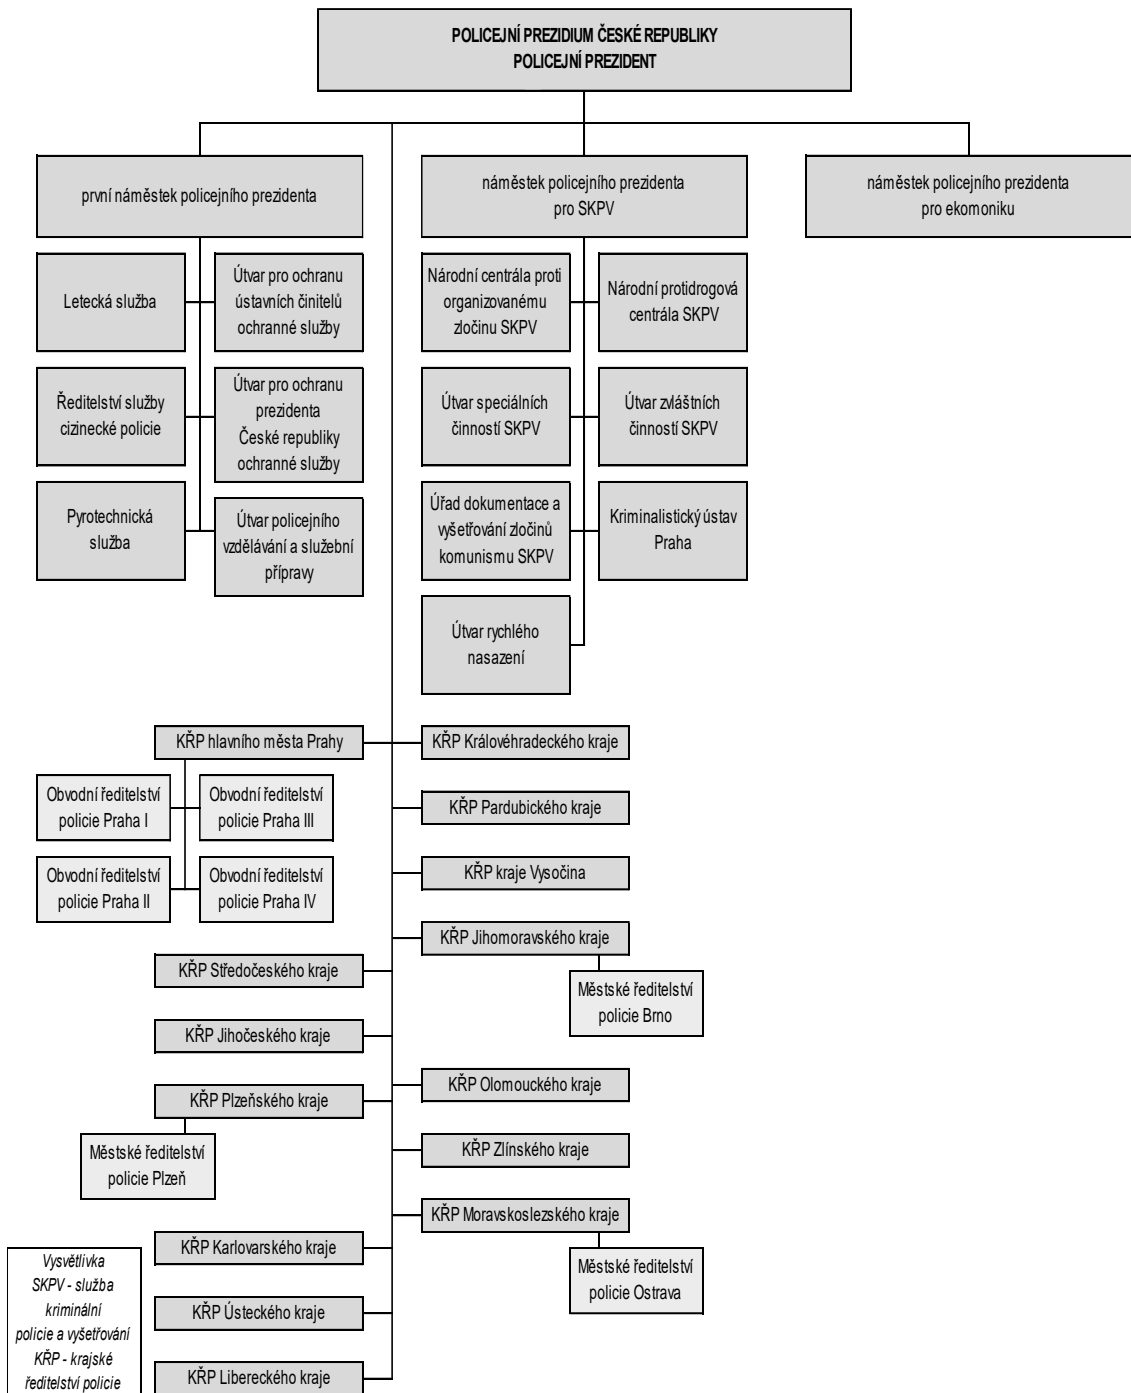 POLICEJNÍ PREZIDIUM ČESKÉ REPUBLIKY
POLICEJNÍ PREZIDENT
první náměstek policejního prezidenta
náměstek policejního prezidenta
pro SKPV
náměstek policejního prezidenta
pro ekomoniku
Letecká služba
Útvar pro ochranu
ústavních činitelů
ochranné služby
Národní centrála proti
organizovanému
zločinu SKPV
Národní protidrogová
centrála SKPV
Ředitelství služby
cizinecké policie
Útvar pro ochranu
prezidenta
České republiky
ochranné služby
Útvar speciálních
činností SKPV
Útvar zvláštních
činností SKPV
Pyrotechnická
služba
Útvar policejního
vzdělávání a služební
přípravy
Úřad dokumentace a
vyšetřování zločinů
komunismu SKPV
Kriminalistický ústav
Praha
Útvar rychlého
nasazení
KŘP hlavního města Prahy
KŘP Královéhradeckého kraje
Obvodní ředitelství
policie Praha I
Obvodní ředitelství
policie Praha III
KŘP Pardubického kraje
Obvodní ředitelství
policie Praha II
Obvodní ředitelství
policie Praha IV
KŘP kraje Vysočina
KŘP Jihomoravského kraje
Městské ředitelství
policie Brno
KŘP Středočeského kraje
KŘP Jihočeského kraje
KŘP Olomouckého kraje
KŘP Plzeňského kraje
Městské ředitelství
policie Plzeň
KŘP Zlínského kraje
KŘP Moravskoslezského kraje
Městské ředitelství
policie Ostrava
KŘP Karlovarského kraje
KŘP Ústeckého kraje
KŘP Libereckého kraje
Vysvětlivka
SKPV - služba
kriminální
policie a vyšetřování
KŘP - krajské
ředitelství policie